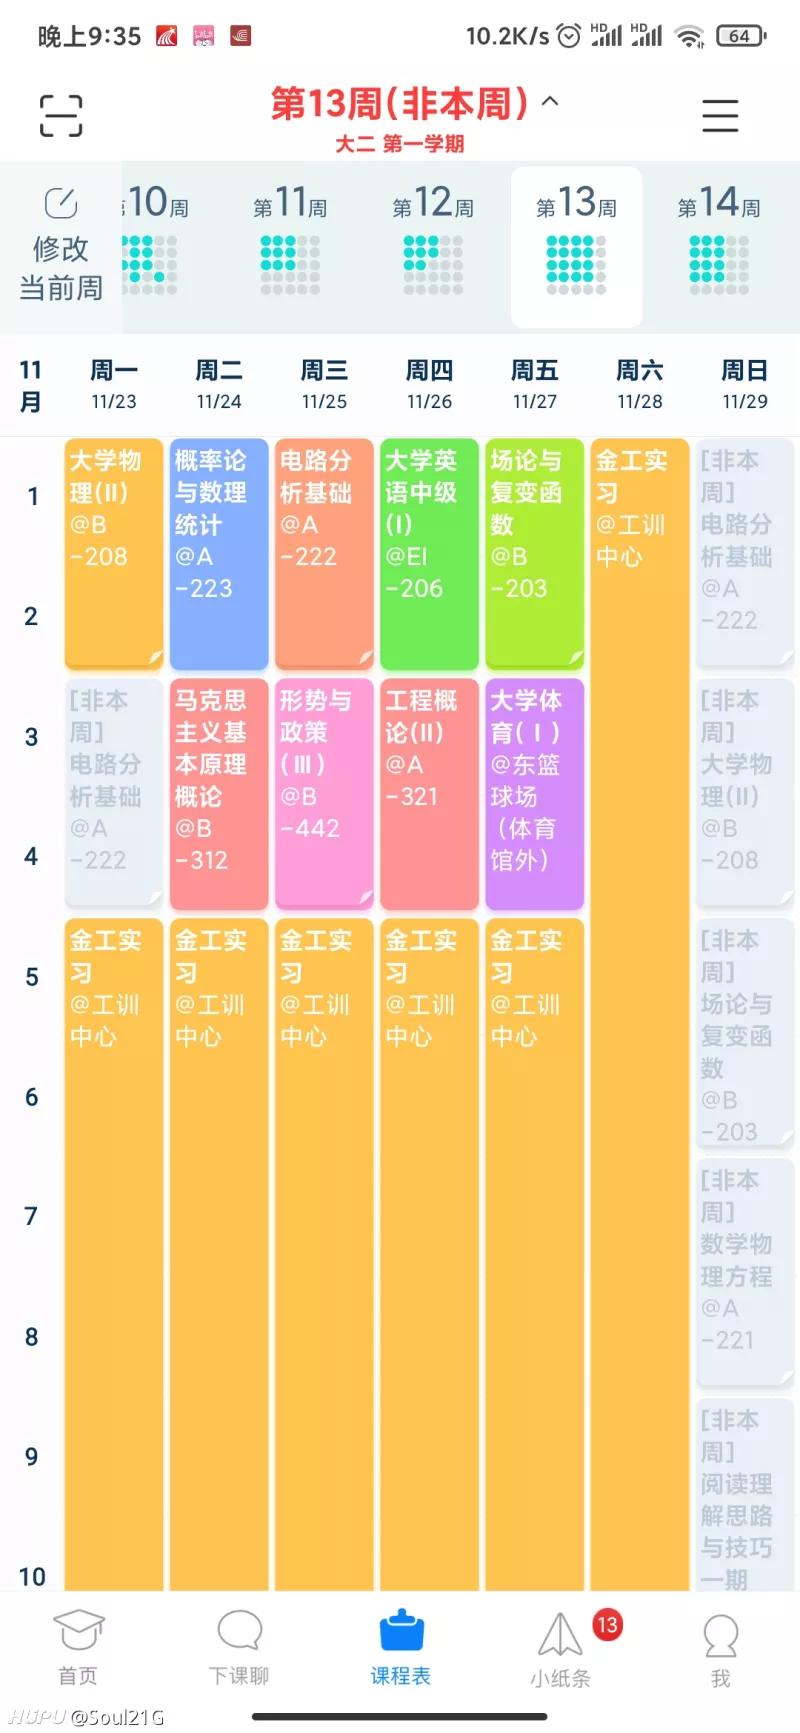 晚上9:35
10.2K/s
HD
HD
64
第13周(非本周)
大二 第一学期
修改
当前周
10周
第11周
第12周
第13周
第14周
11
月
周一
11/23
周二
11/24
周三
11/25
周四
11/26
周五
11/27
周六
11/28
周日
11/29
1
2
3
4
5
6
7
8
9
10
大学物
理(II)
@B
-208
概率论
与数理
统计
@A
-223
电路分
析基础
@A
-222
大学英
语中级
(I)
@EI
-206
场论与
复变函
数
@B
-203
金工实
习
@工训
中心
[非本
周]
电路分
析基础
@A
-222
[非本
周]
电路分
析基础
@A
-222
马克思
主义基
本原理
概论
@B
-312
形势与
政策
(Ⅲ)
@B
-442
工程概
论(II)
@A
-321
大学体
育(Ⅰ)
@东篮
球场
(体育
馆外)
[非本
周]
大学物
理(II)
@B
-208
金工实
习
@工训
中心
金工实
习
@工训
中心
金工实
习
@工训
中心
金工实
习
@工训
中心
金工实
习
@工训
中心
[非本
周]
场论与
复变函
数
@B
-203
[非本
周]
数学物
理方程
@A
-221
[非本
周]
阅读理
解思路
与技巧
一期
首页
下课聊
课程表
13
小纸条
我
HUPU @Soul21G